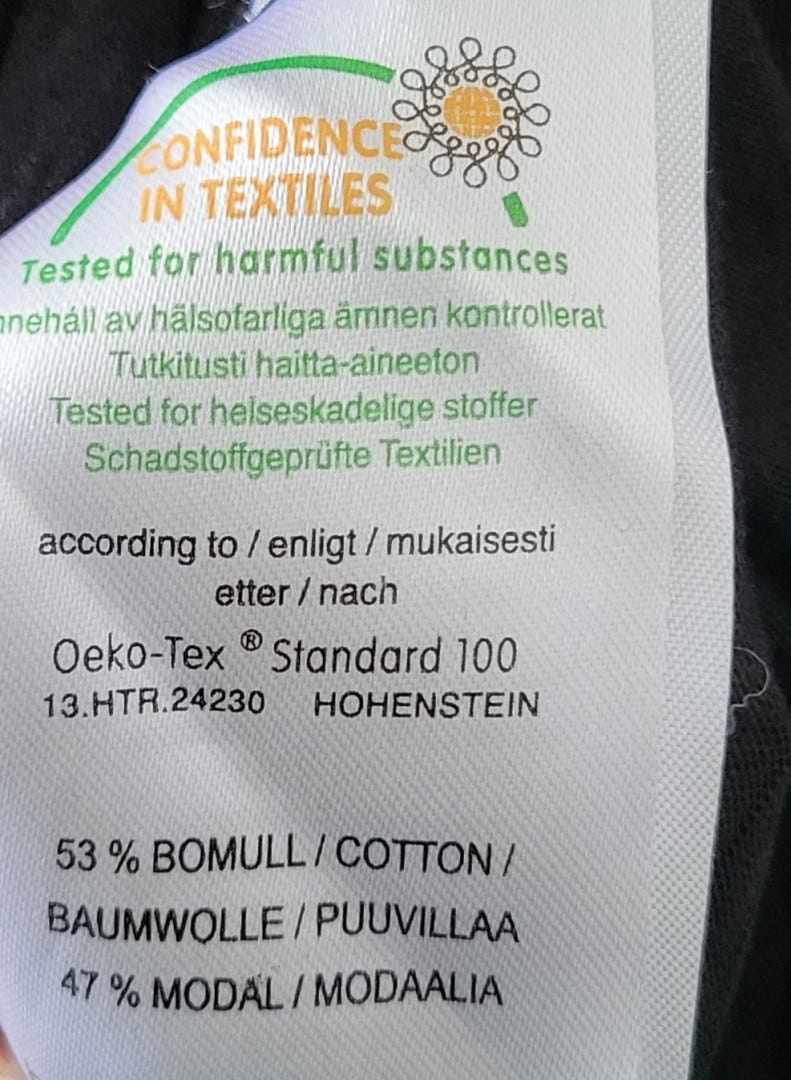 CONFIDENCE
IN TEXTILES
Tested for harmful substances
nnehåll av hälsofarliga ämnen kontrollerat
Tutkitusti haitta-aineeton
Tested for helseskadelige stoffer
Schadstoffgeprüfte Textilien
according to / enligt / mukaisesti
etter / nach
Oeko-Tex ® Standard 100
13.HTR.24230 HOHENSTEIN
53 % BOMULL / COTTON /
BAUMWOLLE / PUUVILLAA
47 % MODAL / MODAALIA